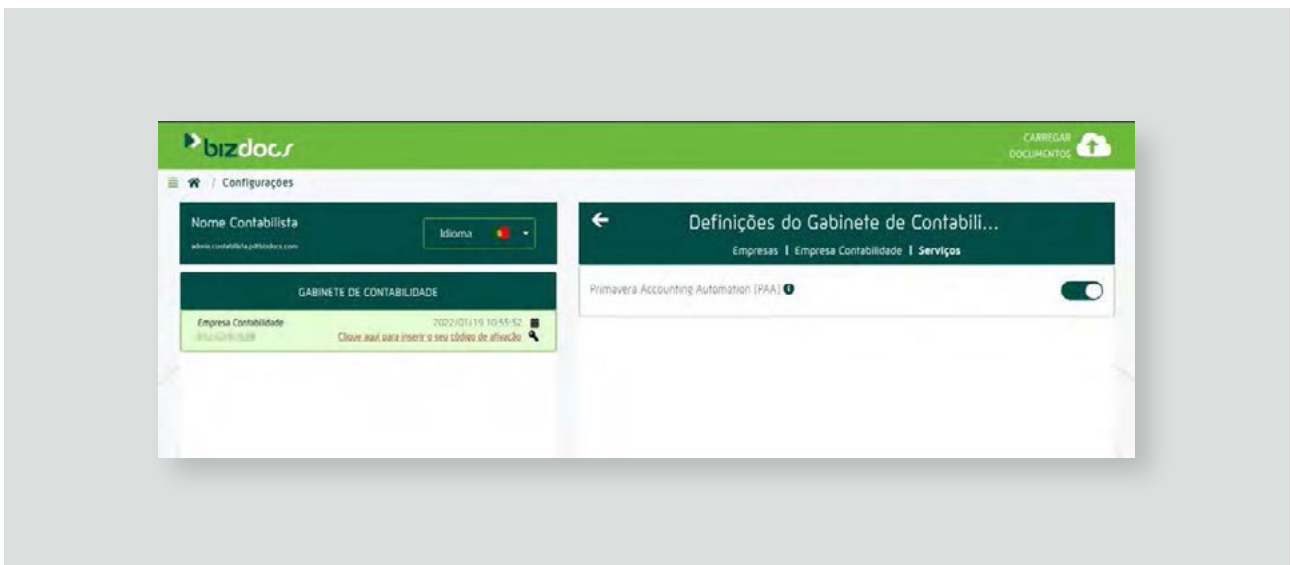 bizdocs
CARREGAR
DOCUMENTOS
/ Configurações
Nome Contabilista
Idioma
GABINETE DE CONTABILIDADE
Empresa Contabilidade
2022/01/19 10:55:52
Clique aqui para inserir o seu código de ativação
Definições do Gabinete de Contabili...
Empresas | Empresa Contabilidade | Serviços
Primavera Accounting Automation (PAA)